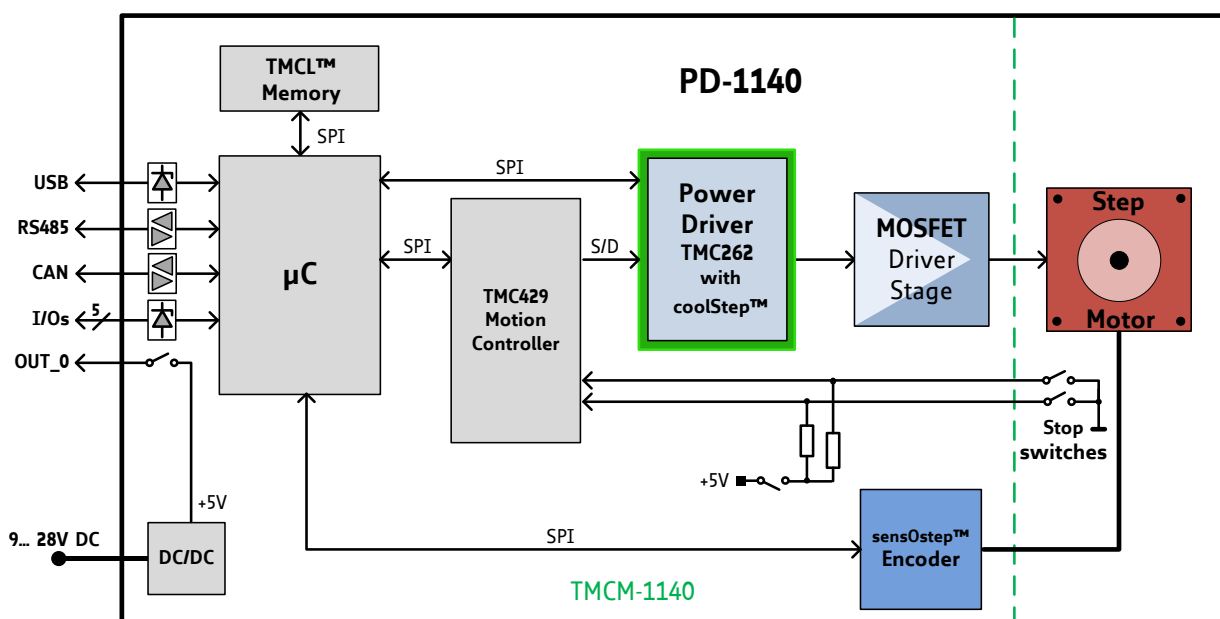 PD-1140
TMCL™
Memory
SPI
USB
RS485
CAN
I/Os
5
OUT_0
µC
SPI
SPI
S/D
TMC429
Motion
Controller
Power
Driver
TMC262
with
coolStep™
MOSFET
Driver
Stage
Step
Motor
Stop
switches
+5V
+5V
9... 28V DC
DC/DC
SPI
sensOstep™
Encoder
TMCM-1140